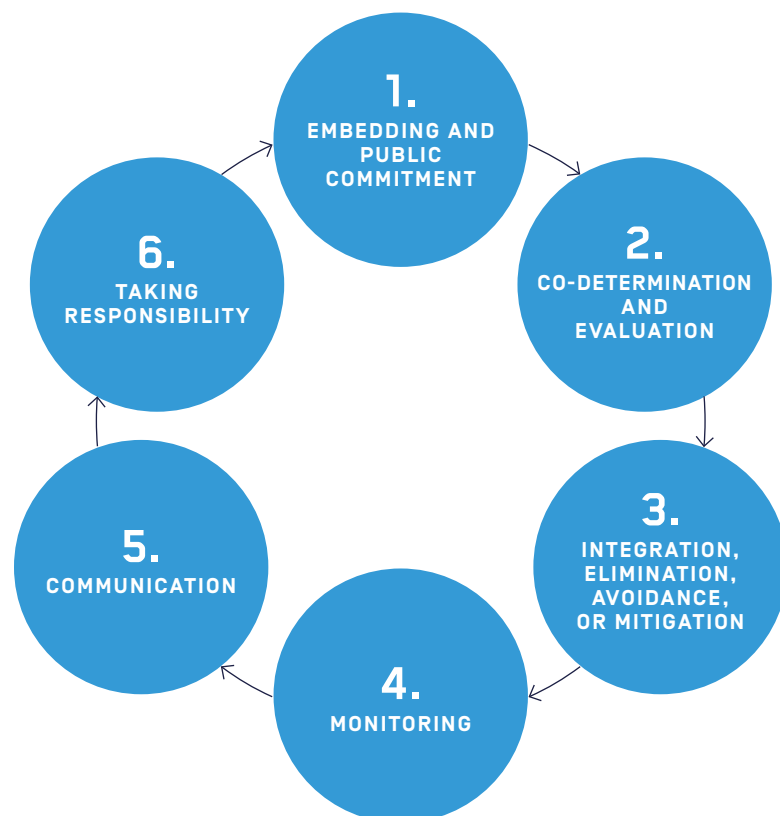 1.
EMBEDDING AND
PUBLIC
COMMITMENT
2.
CO-DETERMINATION
AND
EVALUATION
3.
INTEGRATION,
ELIMINATION,
AVOIDANCE,
OR MITIGATION
4.
MONITORING
5.
COMMUNICATION
6.
TAKING
RESPONSIBILITY